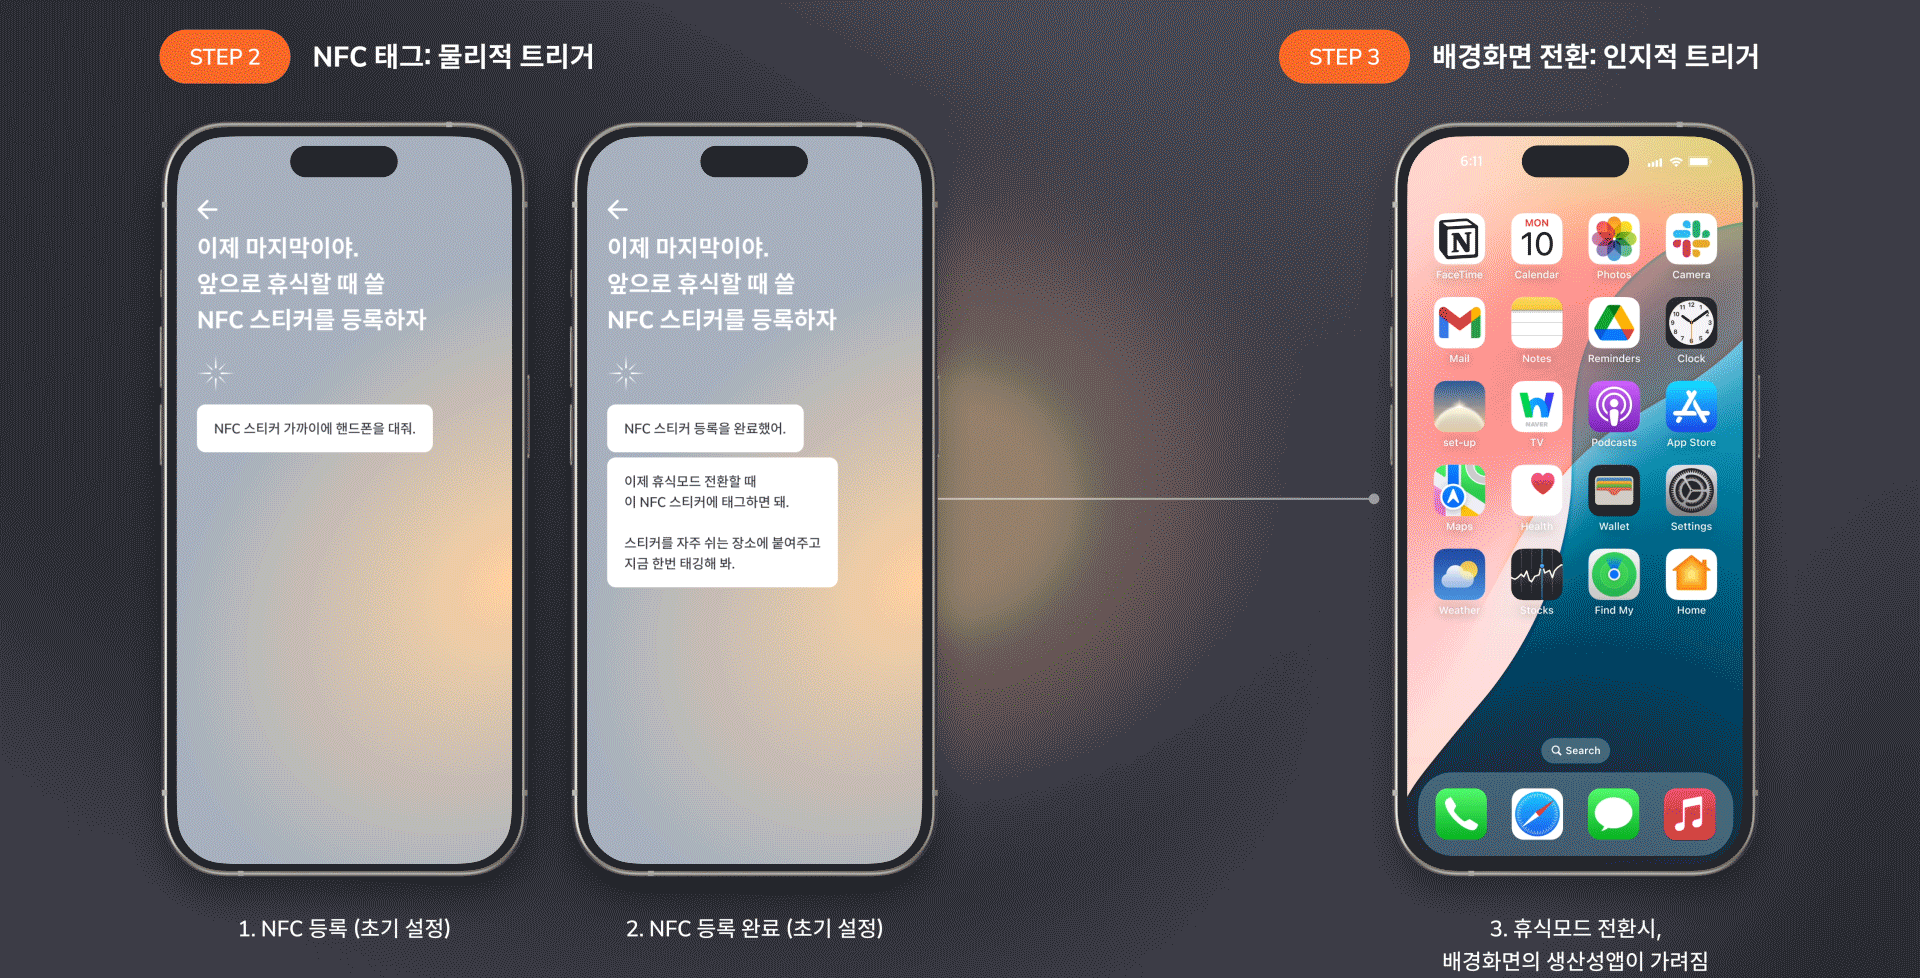 STEP 2
NFC 태그: 물리적 트리거
STEP 3
배경화면 전환: 인지적 트리거
이제 마지막이야.
앞으로 휴식할 때 쓸
NFC 스티커를 등록하자
NFC 스티커 가까이에 핸드폰을 대줘.
1. NFC 등록 (초기 설정)
이제 마지막이야.
앞으로 휴식할 때 쓸
NFC 스티커를 등록하자
NFC 스티커 등록을 완료했어.
이제 휴식모드 전환할 때
이 NFC 스티커에 태그하면 돼.
스티커를 자주 쉬는 장소에 붙여주고
지금 한번 태깅해 봐.
2. NFC 등록 완료 (초기 설정)
6:11
N
MON
10
FaceTime
Calendar
Photos
Camera
Mail
Notes
Reminders
Clock
NAVER
set-up
TV
Podcasts
App Store
Maps
Health
Wallet
Settings
Weather
Stocks
Find My
Home
Search
3. 휴식모드 전환시,
배경화면의 생산성앱이 가려짐